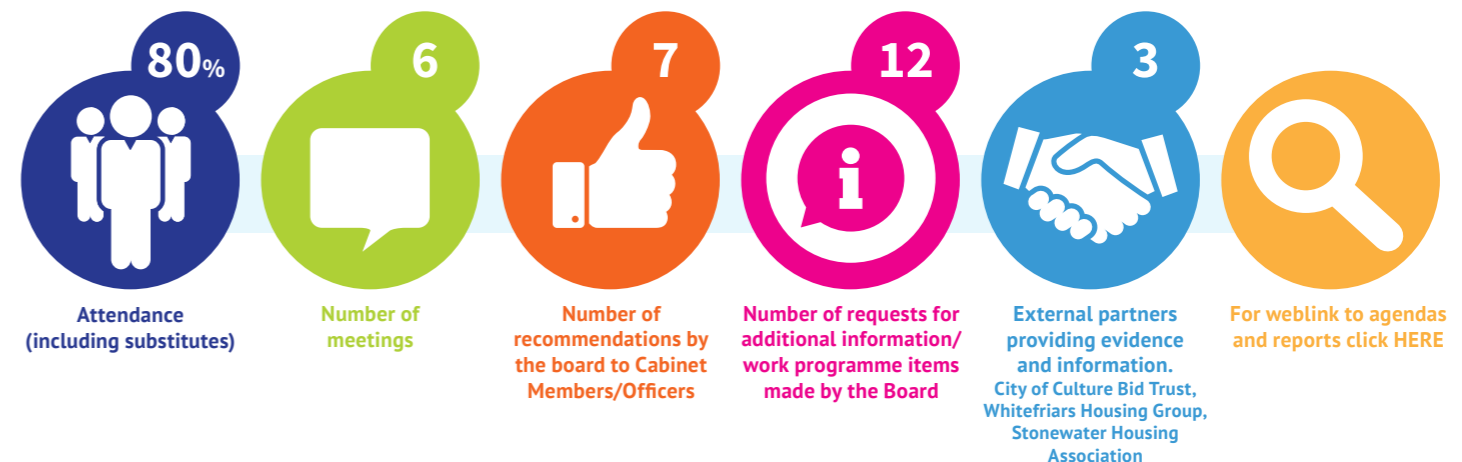 80%
Attendance
(including substitutes)
6
Number of
meetings
7
Number of
recommendations by
the board to Cabinet
Members/Officers
12
i
Number of requests for
additional information/
work programme items
made by the Board
3
External partners
providing evidence
and information.
City of Culture Bid Trust,
Whitefriars Housing Group,
Stonewater Housing
Association
For weblink to agendas
and reports click HERE